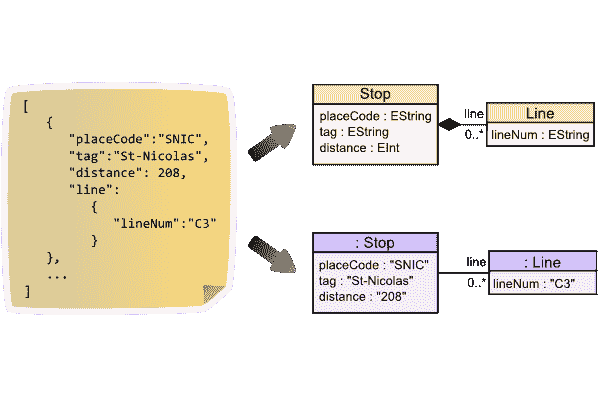 [
{
"placeCode":"SNIC",
"tag":"St-Nicolas",
"distance": 208,
"line":
{
"lineNum":"C3"
}
},
...
]
Stop
placeCode : EString
tag : EString
distance : EInt
line
0..*
Line
lineNum : EString
: Stop
placeCode : "SNIC"
tag : "St-Nicolas"
distance : "208"
line
0..*
: Line
lineNum : "C3"